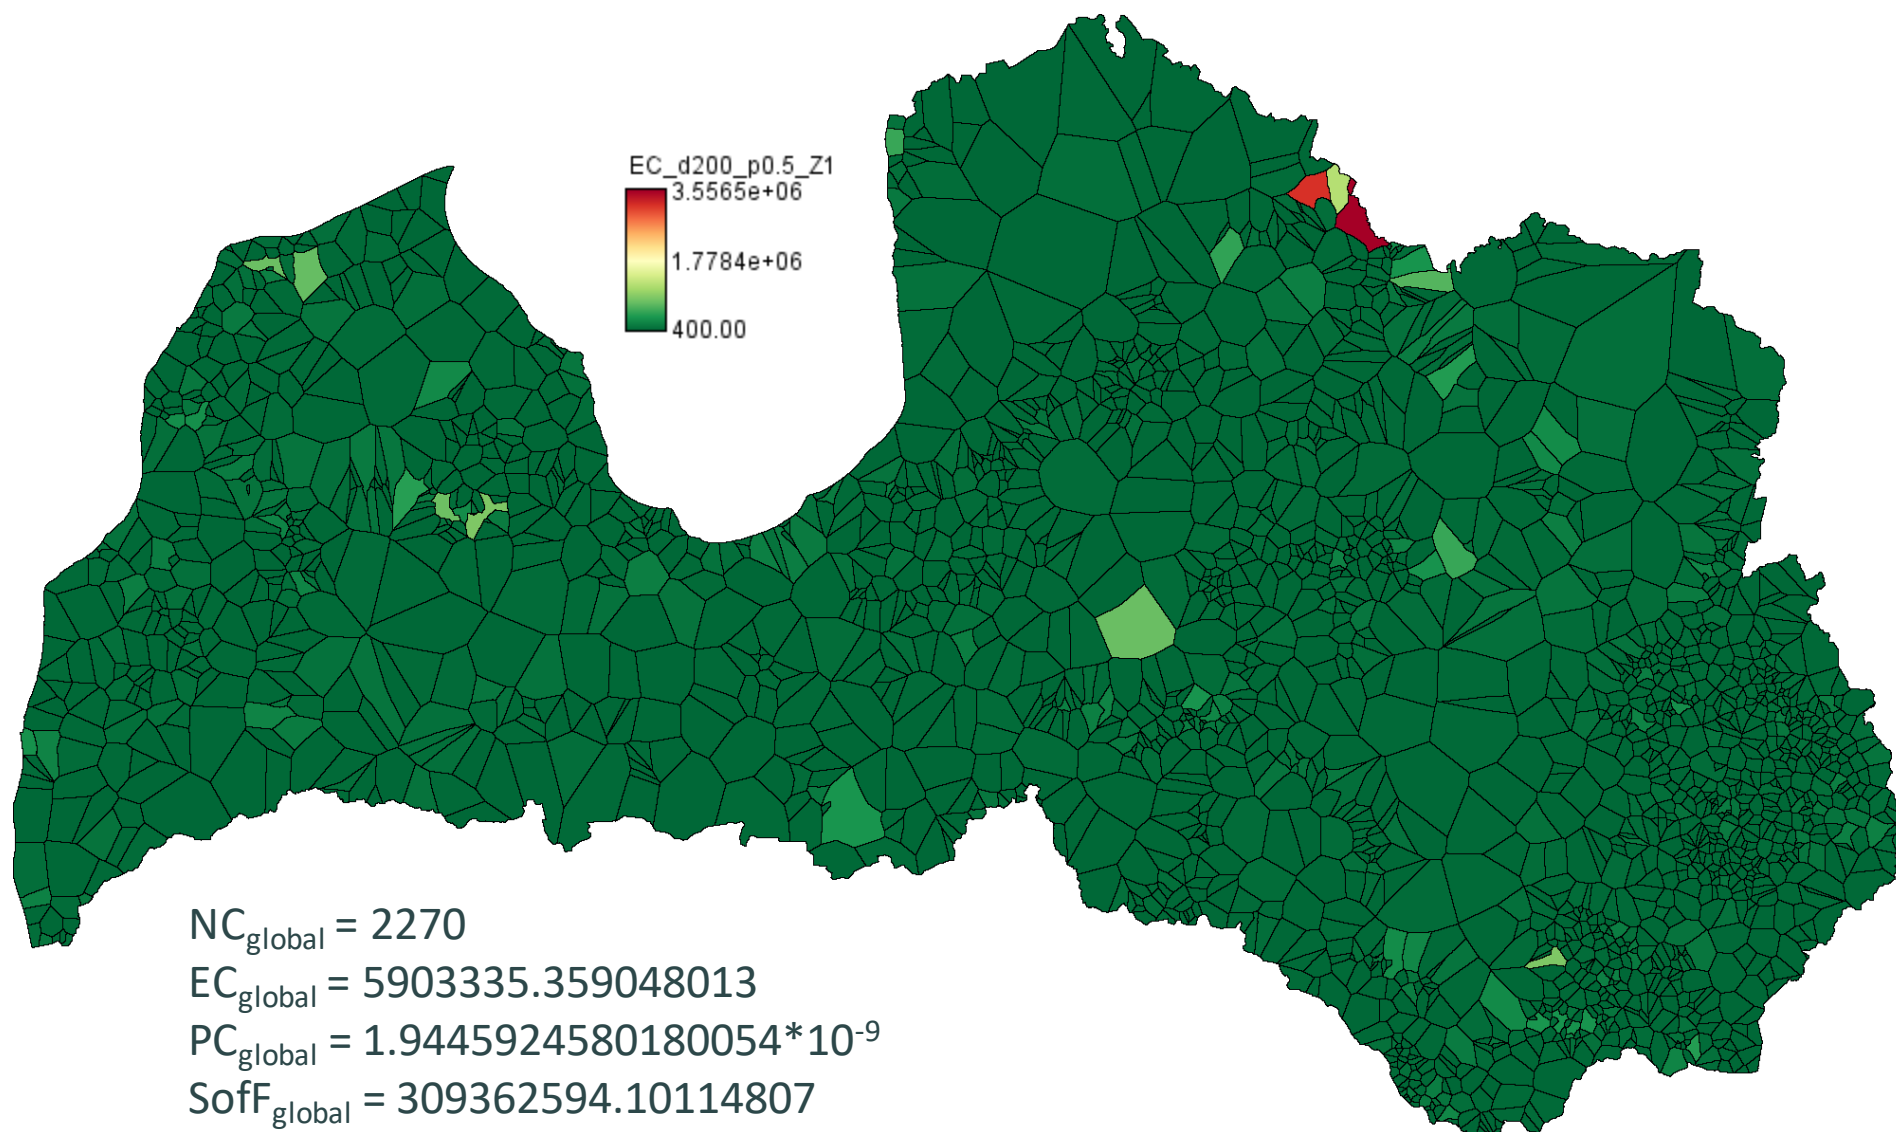 EC_d200_p0.5_Z1
3.5565e+06
1.7784e+06
400.00
NCglobal = 2270
ECglobal = 5903335.359048013
PCglobal = 1.9445924580180054*10-9
SofFglobal = 309362594.10114807